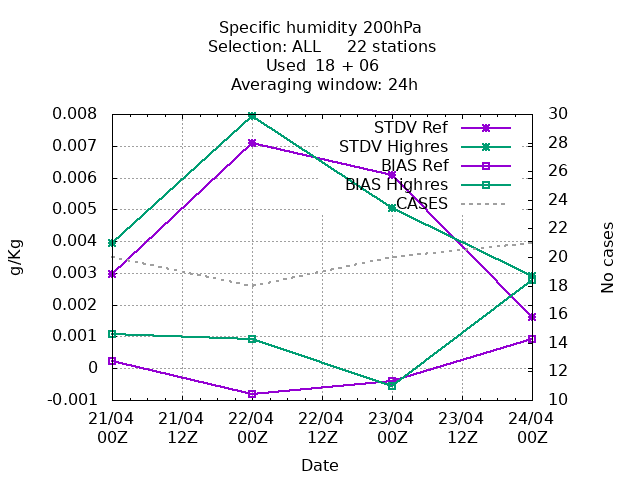 Specific humidity 200hPa
Selection: ALL     22 stations
Used  18 + 06
Averaging window: 24h
0.008
0.007
0.006
0.005
0.004
0.003
0.002
0.001
0
-0.001
g/Kg
30
28
26
24
22
20
18
16
14
12
10
No cases
STDV Ref
STDV Highres
BIAS Ref
BIAS Highres
CASES
21/04 21/04 22/04 22/04 23/04 23/04 24/04
00Z 12Z 00Z 12Z 00Z 12Z 00Z
Date